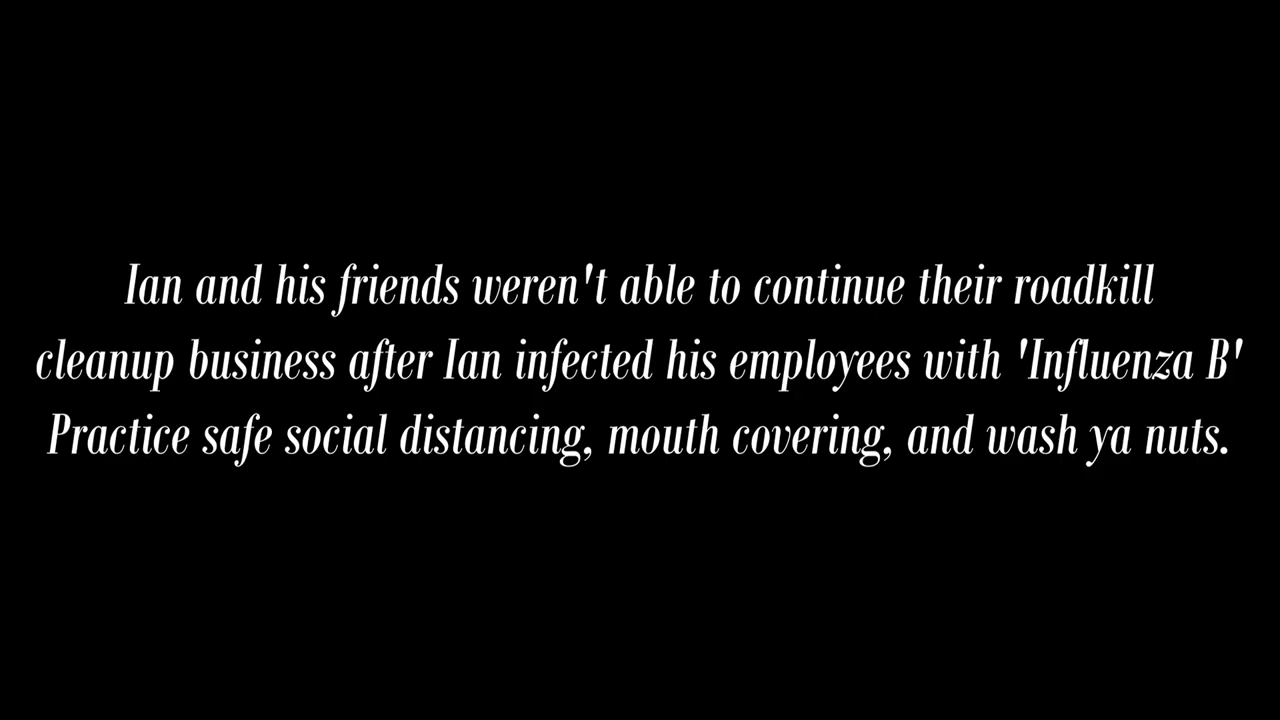 Ian and his friends weren't able to continue their roadkill
cleanup business after Ian infected his employees with 'Influenza B'
Practice safe social distancing, mouth covering, and wash ya nuts.